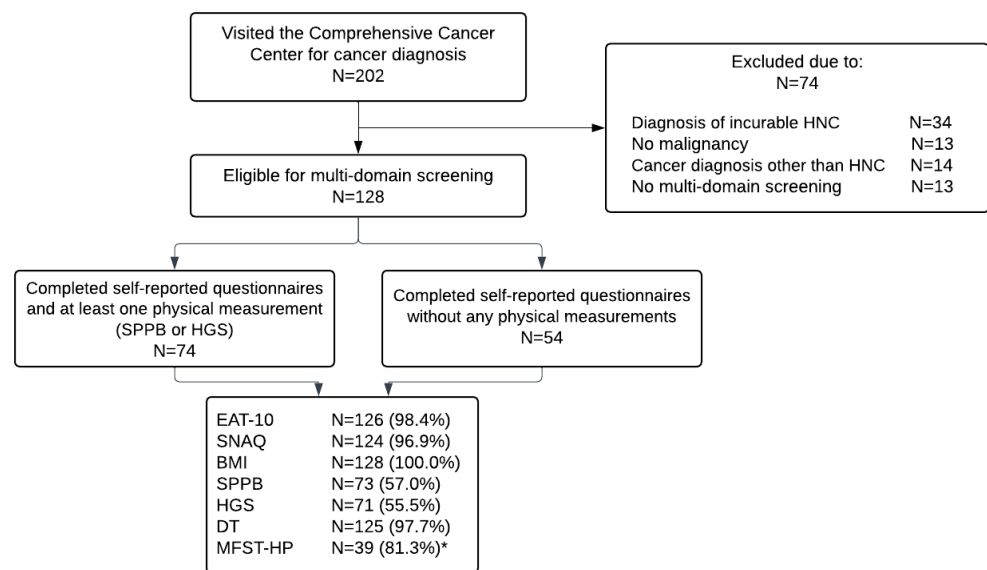 Visited the Comprehensive Cancer
Center for cancer diagnosis
N=202
Excluded due to:
N=74
Diagnosis of incurable HNC N=34
No malignancy N=13
Cancer diagnosis other than HNC N=14
No multi-domain screening N=13
Eligible for multi-domain screening
N=128
Completed self-reported questionnaires
and at least one physical measurement
(SPPB or HGS)
N=74
Completed self-reported questionnaires
without any physical measurements
N=54
EAT-10 N=126 (98.4%)
SNAQ N=124 (96.9%)
BMI N=128 (100.0%)
SPPB N=73 (57.0%)
HGS N=71 (55.5%)
DT N=125 (97.7%)
MFST-HP N=39 (81.3%)*